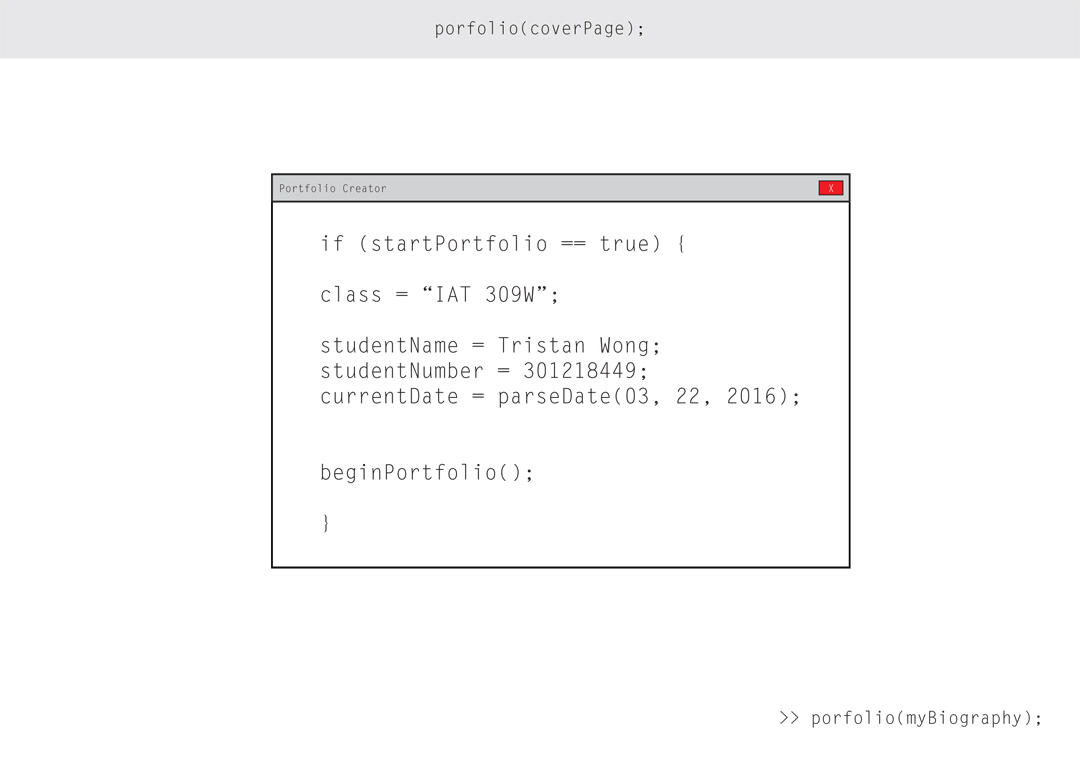 porfolio(coverPage);
Portfolio Creator
X
if (startPortfolio == true) {
class = “IAT 309W”;
studentName = Tristan Wong;
studentNumber = 301218449;
currentDate = parseDate(03, 22, 2016);
beginPortfolio();
}
>> porfolio(myBiography);